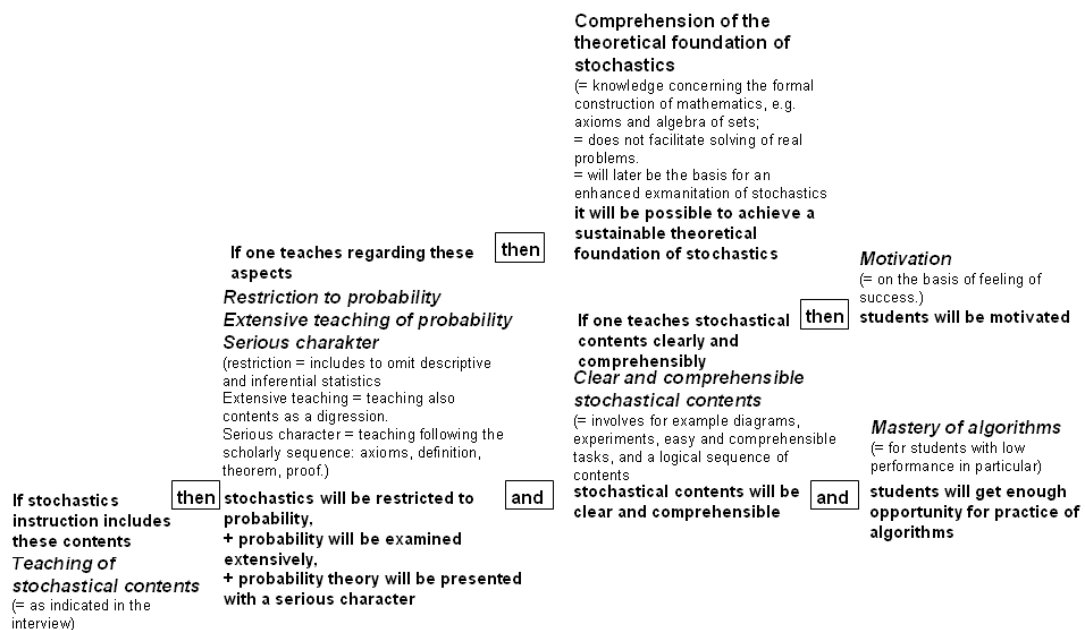 Comprehension of the
theoretical foundation of
stochastics
(= knowledge concerning the formal
construction of mathematics, e.g.
axioms and algebra of sets;
= does not facilitate solving of real
problems.
= will later be the basis for an
enhanced exmanitation of stochastics
it will be possible to achieve a
sustainable theoretical
foundation of stochastics
If one teaches regarding these
aspects
then
Restriction to probability
Extensive teaching of probability
Serious charakter
(restriction = includes to omit descriptive
and inferential statistics
Extensive teaching = teaching also
contents as a digression.
Serious character = teaching following the
scholarly sequence: axioms, definition,
theorem, proof.)
Motivation
(= on the basis of feeling of
success.)
students will be motivated
If one teaches stochastical
contents clearly and
comprehensibly
then
Clear and comprehensible
stochastical contents
(= involves for example diagrams,
experiments, easy and comprehensible
tasks, and a logical sequence of
contents
stochastical contents will be
clear and comprehensible
and
Mastery of algorithms
(= for students with low
performance in particular)
students will get enough
opportunity for practice of
algorithms
If stochastics
instruction includes
these contents
then
Teaching of
stochastical contents
(= as indicated in the
interview)
stochastics will be restricted to
probability,
+ probability will be examined
extensively,
+ probability theory will be presented
with a serious character
and